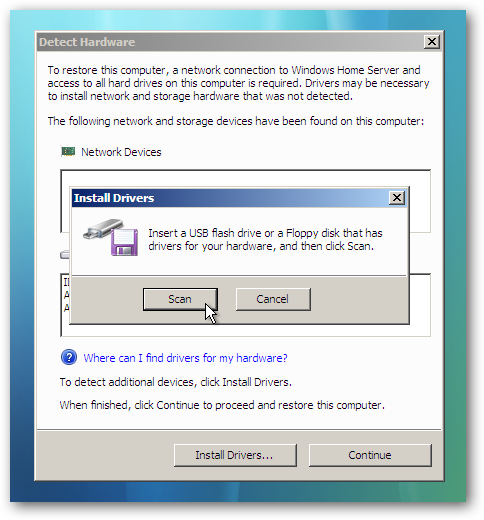 Detect Hardware
To restore this computer, a network connection to Windows Home Server and
access to all hard drives on this computer is required. Drivers may be necessary
to install network and storage hardware that was not detected.
The following network and storage devices have been found on this computer:
Network Devices
Install Drivers
Insert a USB flash drive or a Floppy disk that has
drivers for your hardware, and then click Scan.
Scan
Cancel
Where can I find drivers for my hardware?
To detect additional devices, click Install Drivers.
When finished, click Continue to proceed and restore this computer.
Install Drivers...
Continue